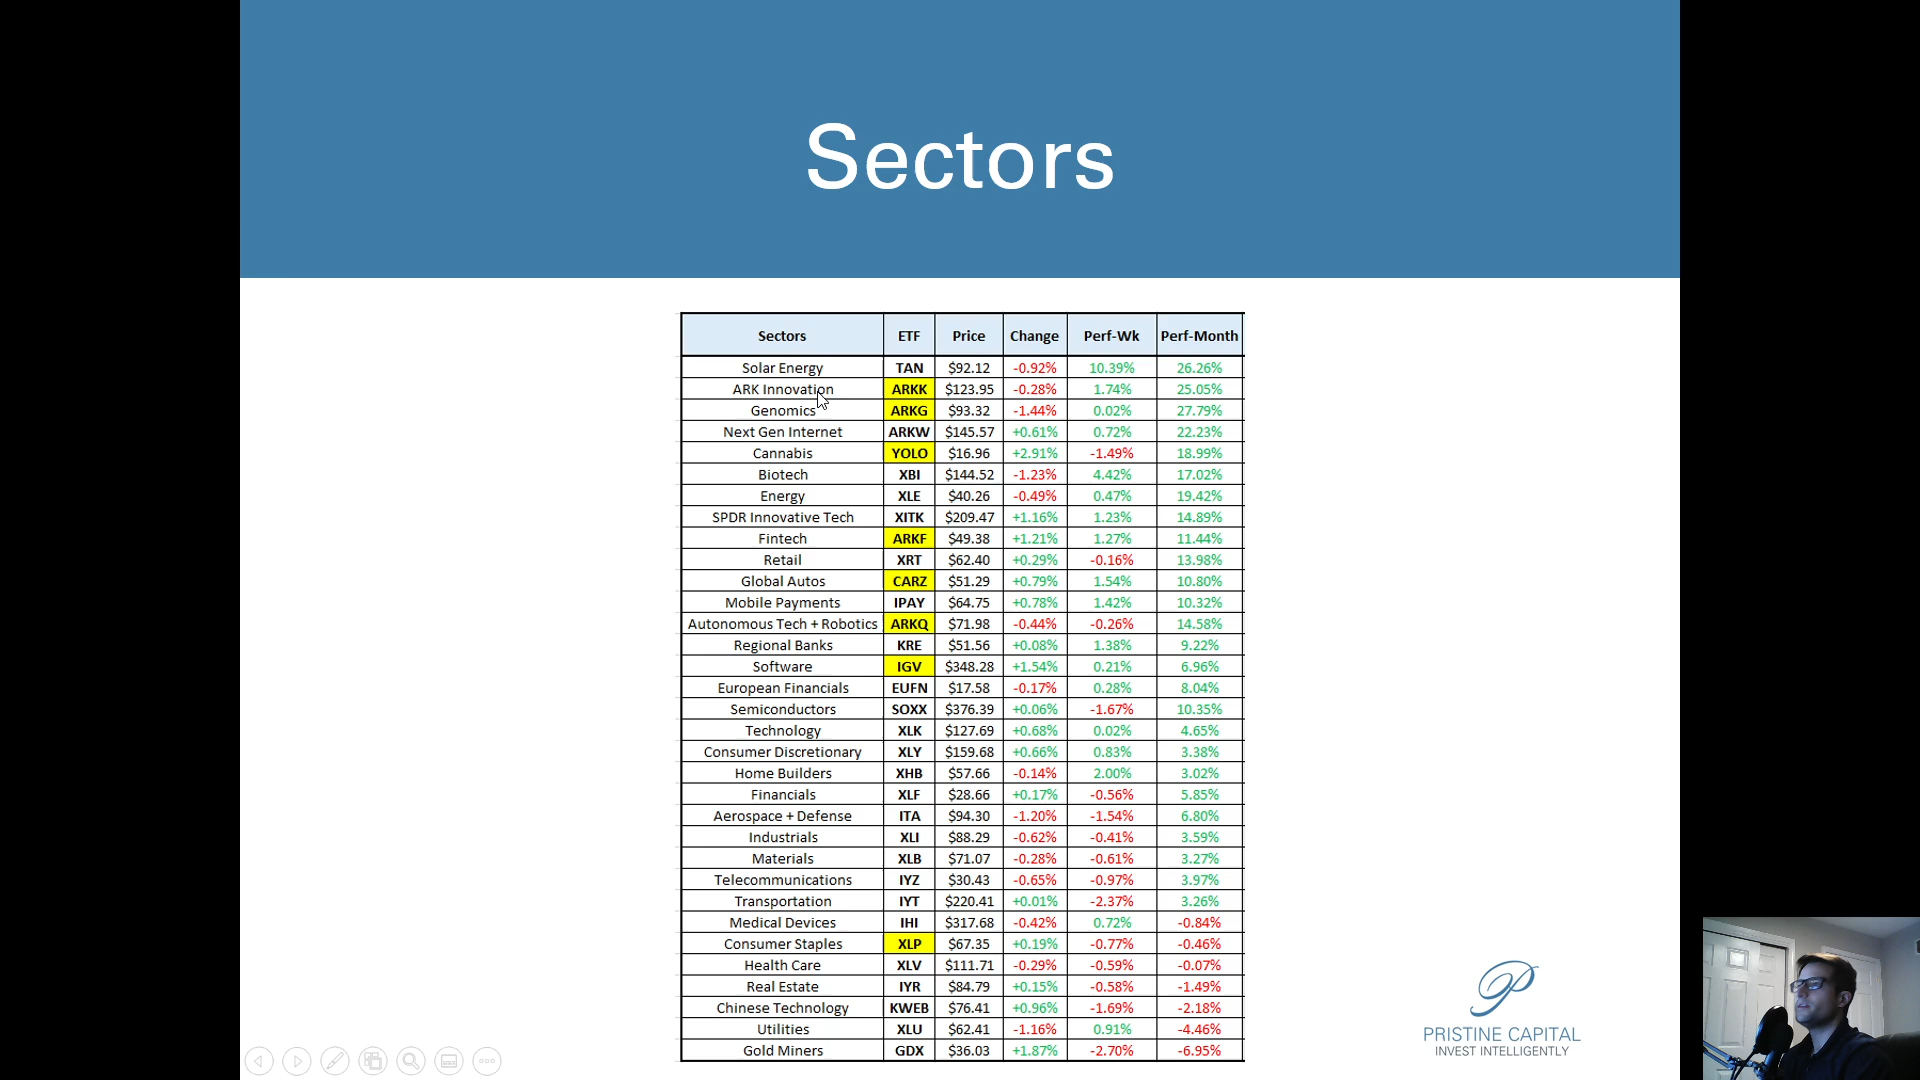 Sectors
Sectors ETF Price Change Perf-Wk Perf-Month
Solar Energy TAN $92.12 -0.92% 10.39% 26.26%
ARK Innovation ARKK $123.95 -0.28% 1.74% 25.05%
Genomics ARKG $93.32 -1.44% 0.02% 27.79%
Next Gen Internet ARKW $145.57 +0.61% 0.72% 22.23%
Cannabis YOLO $16.96 +2.91% -1.49% 18.99%
Biotech XBI $144.52 -1.23% 4.42% 17.02%
Energy XLE $40.26 -0.49% 0.47% 19.42%
SPDR Innovative Tech XITK $209.47 +1.16% 1.23% 14.89%
Fintech ARKF $49.38 +1.21% 1.27% 11.44%
Retail XRT $62.40 +0.29% -0.16% 13.98%
Global Autos CARZ $51.29 +0.79% 1.54% 10.80%
Mobile Payments IPAY $64.75 +0.78% 1.42% 10.32%
Autonomous Tech + Robotics ARKQ $71.98 -0.44% -0.26% 14.58%
Regional Banks KRE $51.56 +0.08% 1.38% 9.22%
Software IGV $348.28 +1.54% 0.21% 6.96%
European Financials EUFN $17.58 -0.17% 0.28% 8.04%
Semiconductors SOXX $376.39 +0.06% -1.67% 10.35%
Technology XLK $127.69 +0.68% 0.02% 4.65%
Consumer Discretionary XLY $159.68 +0.66% 0.83% 3.38%
Home Builders XHB $57.66 -0.14% 2.00% 3.02%
Financials XLF $28.66 +0.17% -0.56% 5.85%
Aerospace + Defense ITA $94.30 -1.20% -1.54% 6.80%
Industrials XLI $88.29 -0.62% -0.41% 3.59%
Materials XLB $71.07 -0.28% -0.61% 3.27%
Telecommunications IYZ $30.43 -0.65% -0.97% 3.97%
Transportation IYT $220.41 +0.01% -2.37% 3.26%
Medical Devices IHI $317.68 -0.42% 0.72% -0.84%
Consumer Staples XLP $67.35 +0.19% -0.77% -0.46%
Health Care XLV $111.71 -0.29% -0.59% -0.07%
Real Estate IYR $84.79 +0.15% -0.58% -1.49%
Chinese Technology KWEB $76.41 +0.96% -1.69% -2.18%
Utilities XLU $62.41 -1.16% 0.91% -4.46%
Gold Miners GDX $36.03 +1.87% -2.70% -6.95%
P
PRISTINE CAPITAL
INVEST INTELLIGENTLY